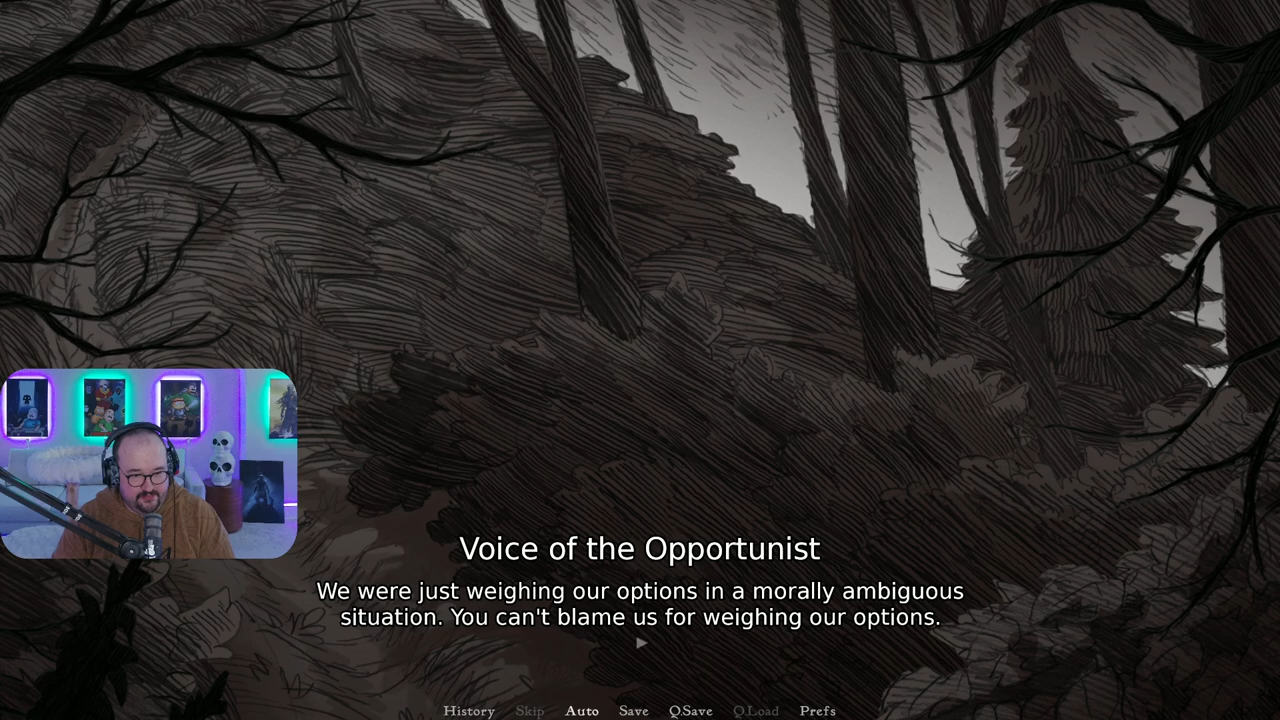 Voice of the Opportunist
We were just weighing our options in a morally ambiguous
situation. You can't blame us for weighing our options.
History Skip Auto Save Q.Save Q.Load Prefs